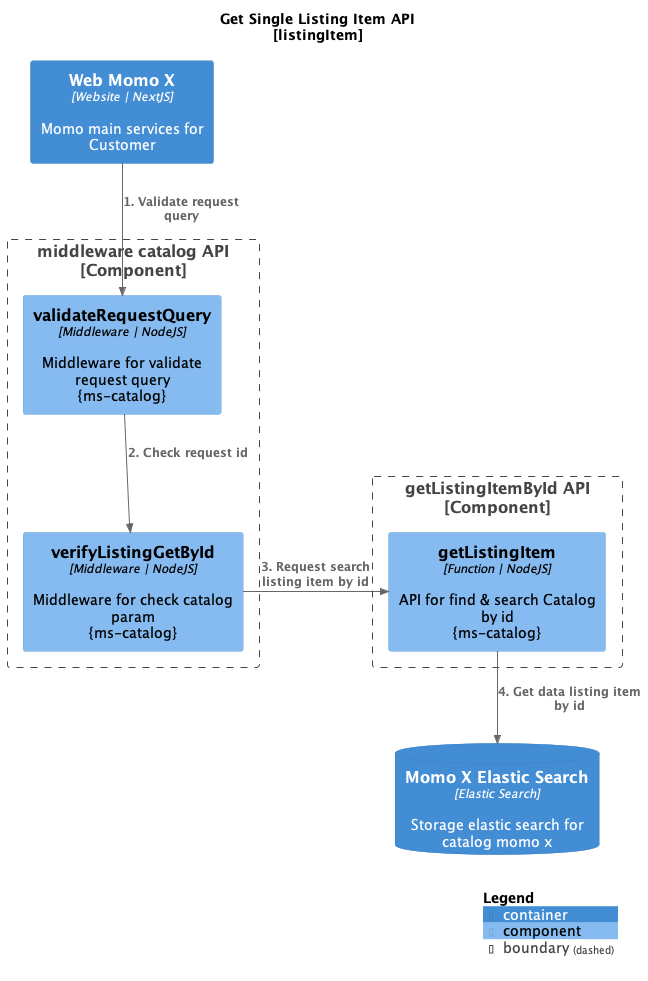 Get Single Listing Item API
[listingItem]
Web Momo X
[Website | NextJS]
Momo main services for
Customer
1. Validate request
query
middleware catalog API
[Component]
validateRequestQuery
[Middleware | NodeJS]
Middleware for validate
request query
{ms-catalog}
2. Check request id
verifyListingGetById
[Middleware | NodeJS]
Middleware for check catalog
param
{ms-catalog}
3. Request search
listing item by id
getListingItemById API
[Component]
getListingItem
[Function | NodeJS]
API for find & search Catalog
by id
{ms-catalog}
4. Get data listing item
by id
Momo X Elastic Search
[Elastic Search]
Storage elastic search for
catalog momo x
Legend
container
component
boundary (dashed)